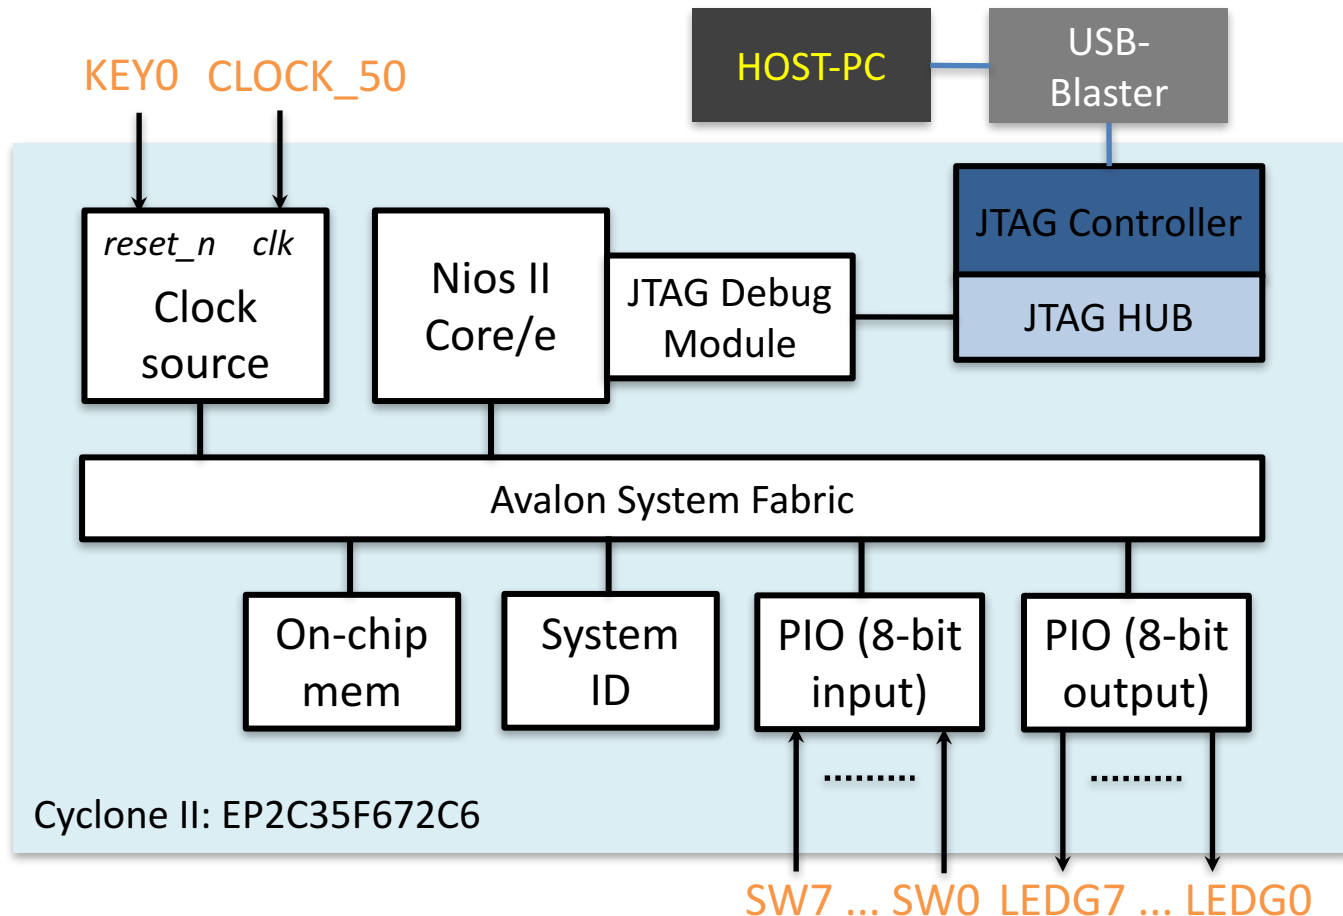 HOST-PC
USB-
Blaster
KEY0 CLOCK_50
reset_n clk
Clock
source
Nios II
Core/e
JTAG Debug
Module
JTAG Controller
JTAG HUB
Avalon System Fabric
On-chip
mem
System
ID
PIO (8-bit
input)
PIO (8-bit
output)
.........
.........
Cyclone II: EP2C35F672C6
SW7 ... SW0 LEDG7 ... LEDG0